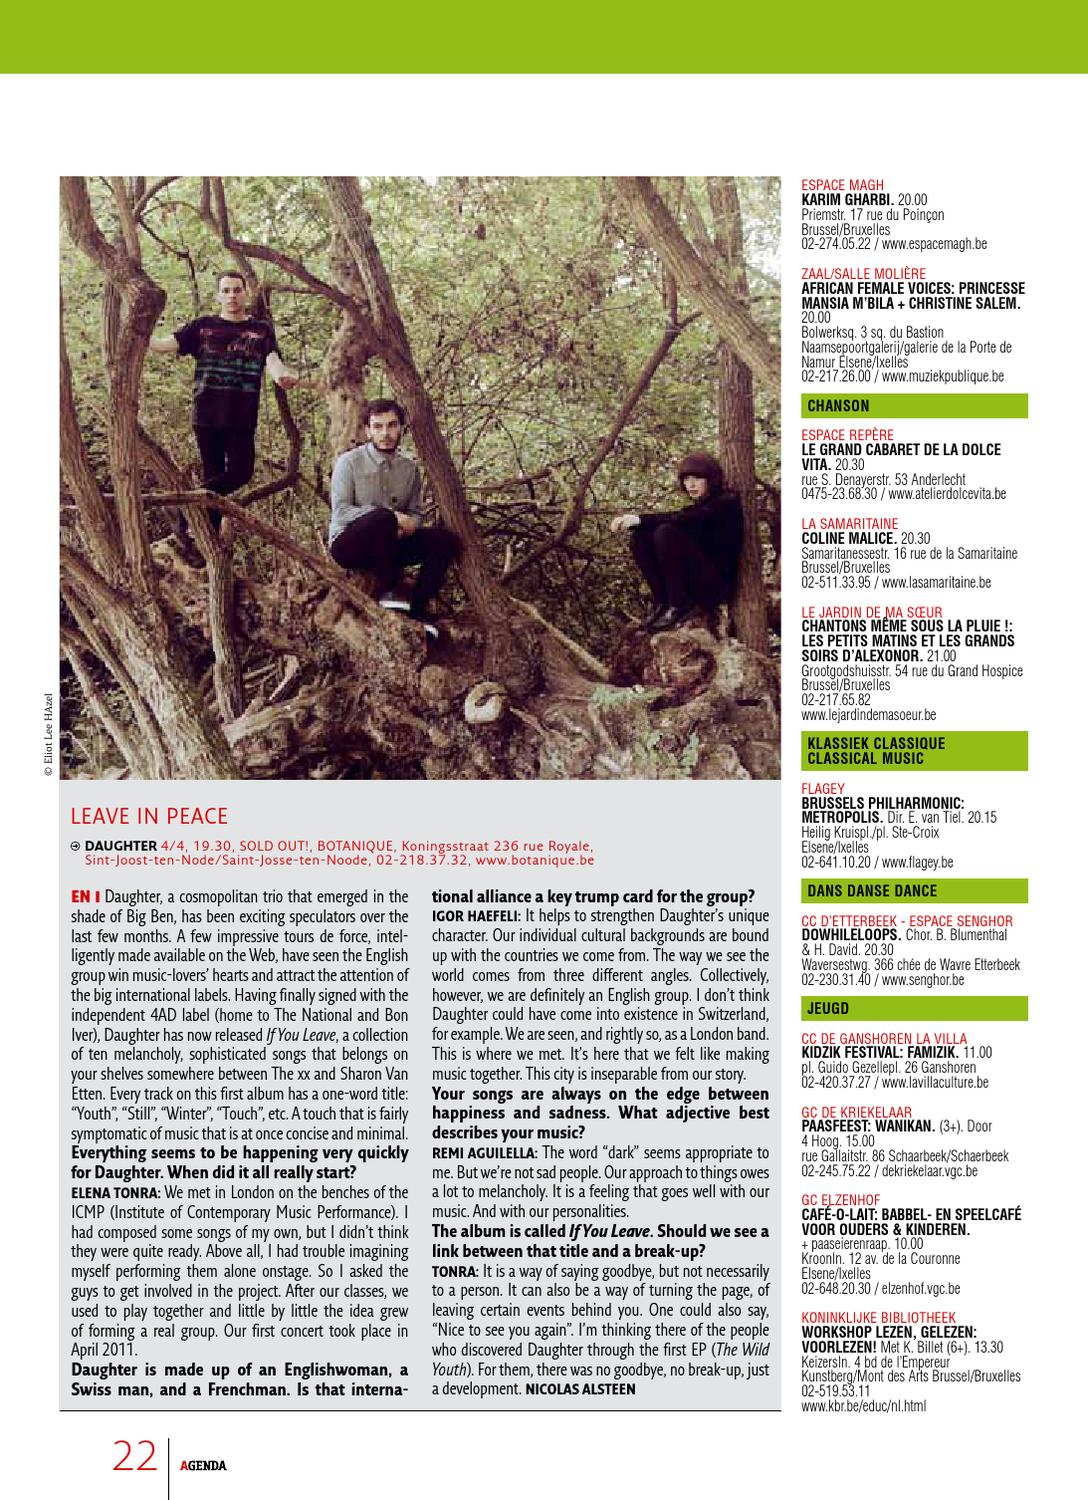 © Eliot Lee HAzel
LEAVE IN PEACE
DAUGHTER 4/4, 19.30, SOLD OUT!, BOTANIQUE, Koningsstraat 236 rue Royale,
Sint-Joost-ten-Node/Saint-Josse-ten-Noode, 02-218.37.32, www.botanique.be
EN | Daughter, a cosmopolitan trio that emerged in the
shade of Big Ben, has been exciting speculators over the
last few months. A few impressive tours de force, intel-
ligently made available on the Web, have seen the English
group win music-lovers’ hearts and attract the attention of
the big international labels. Having finally signed with the
independent 4AD label (home to The National and Bon
Iver), Daughter has now released If You Leave, a collection
of ten melancholy, sophisticated songs that belongs on
your shelves somewhere between The xx and Sharon Van
Etten. Every track on this first album has a one-word title:
“Youth”, “Still”, “Winter”, “Touch”, etc. A touch that is fairly
symptomatic of music that is at once concise and minimal.
Everything seems to be happening very quickly
for Daughter. When did it all really start?
ELENA TONRA: We met in London on the benches of the
ICMP (Institute of Contemporary Music Performance). I
had composed some songs of my own, but I didn’t think
they were quite ready. Above all, I had trouble imagining
myself performing them alone onstage. So I asked the
guys to get involved in the project. After our classes, we
used to play together and little by little the idea grew
of forming a real group. Our first concert took place in
April 2011.
Daughter is made up of an Englishwoman, a
Swiss man, and a Frenchman. Is that interna-
tional alliance a key trump card for the group?
IGOR HAEFELI: It helps to strengthen Daughter’s unique
character. Our individual cultural backgrounds are bound
up with the countries we come from. The way we see the
world comes from three different angles. Collectively,
however, we are definitely an English group. I don’t think
Daughter could have come into existence in Switzerland,
for example. We are seen, and rightly so, as a London band.
This is where we met. It’s here that we felt like making
music together. This city is inseparable from our story.
Your songs are always on the edge between
happiness and sadness. What adjective best
describes your music?
REMI AGUILELLA: The word “dark” seems appropriate to
me. But we’re not sad people. Our approach to things owes
a lot to melancholy. It is a feeling that goes well with our
music. And with our personalities.
The album is called If You Leave. Should we see a
link between that title and a break-up?
TONRA: It is a way of saying goodbye, but not necessarily
to a person. It can also be a way of turning the page, of
leaving certain events behind you. One could also say,
“Nice to see you again”. I’m thinking there of the people
who discovered Daughter through the first EP (The Wild
Youth). For them, there was no goodbye, no break-up, just
a development. NICOLAS ALSTEEN
ESPACE MAGH
KARIM GHARBI. 20.00
Priemstr. 17 rue du Poinçon
Brussel/Bruxelles
02-274.05.22 / www.espacemagh.be
ZAAL/SALLE MOLIÈRE
AFRICAN FEMALE VOICES: PRINCESSE
MANSIA M’BILA + CHRISTINE SALEM.
20.00
Bolwerksq. 3 sq. du Bastion
Naamsepoortgalerij/galerie de la Porte de
Namur Elsene/Ixelles
02-217.26.00 / www.muziekpublique.be
CHANSON
ESPACE REPÈRE
LE GRAND CABARET DE LA DOLCE
VITA. 20.30
rue S. Denayerstr. 53 Anderlecht
0475-23.68.30 / www.atelierdolcevita.be
LA SAMARITAINE
COLINE MALICE. 20.30
Samaritanessestr. 16 rue de la Samaritaine
Brussel/Bruxelles
02-511.33.95 / www.lasamaritaine.be
LE JARDIN DE MA SŒUR
CHANTONS MÊME SOUS LA PLUIE !:
LES PETITS MATINS ET LES GRANDS
SOIRS D’ALEXONOR. 21.00
Grootgodshuisstr. 54 rue du Grand Hospice
Brussel/Bruxelles
02-217.65.82
www.lejardindemasoeur.be
KLASSIEK CLASSIQUE
CLASSICAL MUSIC
FLAGEY
BRUSSELS PHILHARMONIC:
METROPOLIS. Dir. E. van Tiel. 20.15
Heilig Kruispl./pl. Ste-Croix
Elsene/Ixelles
02-641.10.20 / www.flagey.be
DANS DANSE DANCE
CC D’ETTERBEEK - ESPACE SENGHOR
DOWHILELOOPS. Chor. B. Blumenthal
& H. David. 20.30
Waversestwg. 366 chée de Wavre Etterbeek
02-230.31.40 / www.senghor.be
JEUGD
CC DE GANSHOREN LA VILLA
KIDZIK FESTIVAL: FAMIZIK. 11.00
pl. Guido Gezellepl. 26 Ganshoren
02-420.37.27 / www.lavillaculture.be
GC DE KRIEKELAAR
PAASFEEST: WANIKAN. (3+). Door
4 Hoog. 15.00
rue Gallaitstr. 86 Schaarbeek/Schaerbeek
02-245.75.22 / dekriekelaar.vgc.be
GC ELZENHOF
CAFÉ-O-LAIT: BABBEL- EN SPEELCAFÉ
VOOR OUDERS & KINDEREN.
+ paaseierenraap. 10.00
Kroonln. 12 av. de la Couronne
Elsene/Ixelles
02-648.20.30 / elzenhof.vgc.be
KONINKLIJKE BIBLIOTHEEK
WORKSHOP LEZEN, GELEZEN:
VOORLEZEN! Met K. Billet (6+). 13.30
Keizersln. 4 bd de l’Empereur
Kunstberg/Mont des Arts Brussel/Bruxelles
02-519.53.11
www.kbr.be/educ/nl.html
22 AGENDA